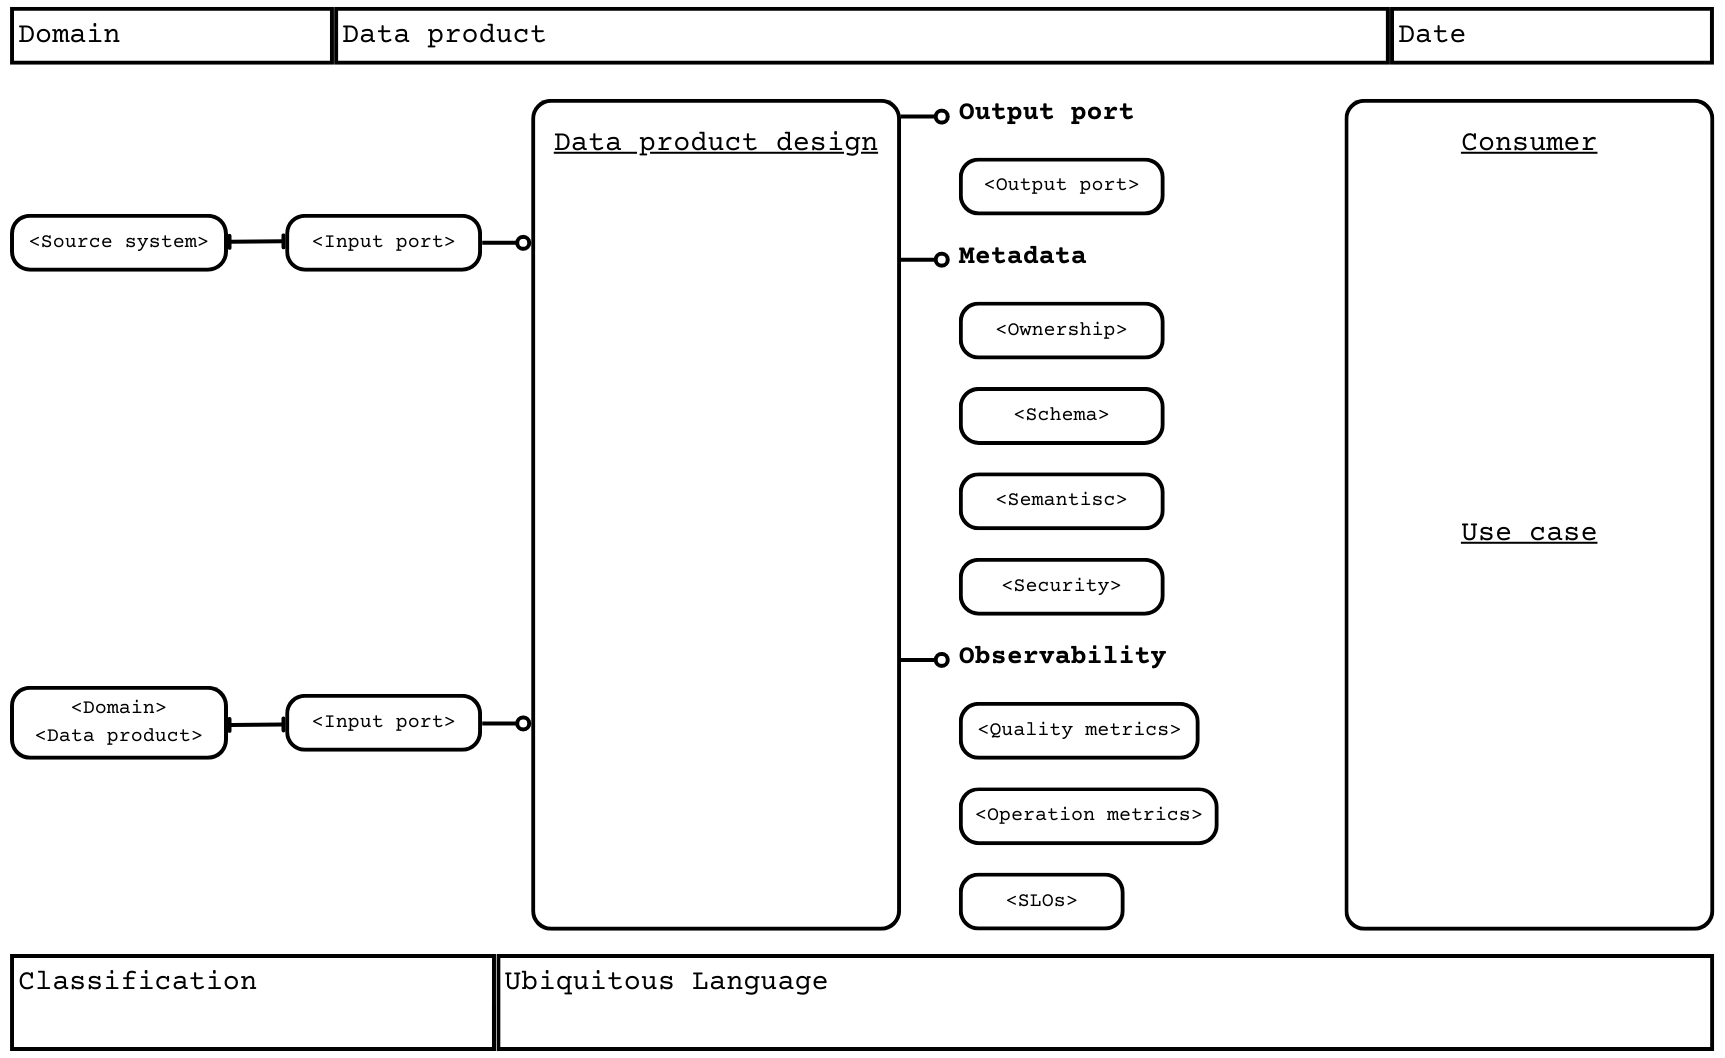 Domain
Data product
Date
Data product design
Output port
Consumer
<Output port>
<Source system>
<Input port>
Metadata
<Ownership>
<Schema>
<Semantisc>
Use case
<Security>
Observability
<Domain>
<Data product>
<Input port>
<Quality metrics>
<Operation metrics>
<SLOs>
Classification
Ubiquitous Language